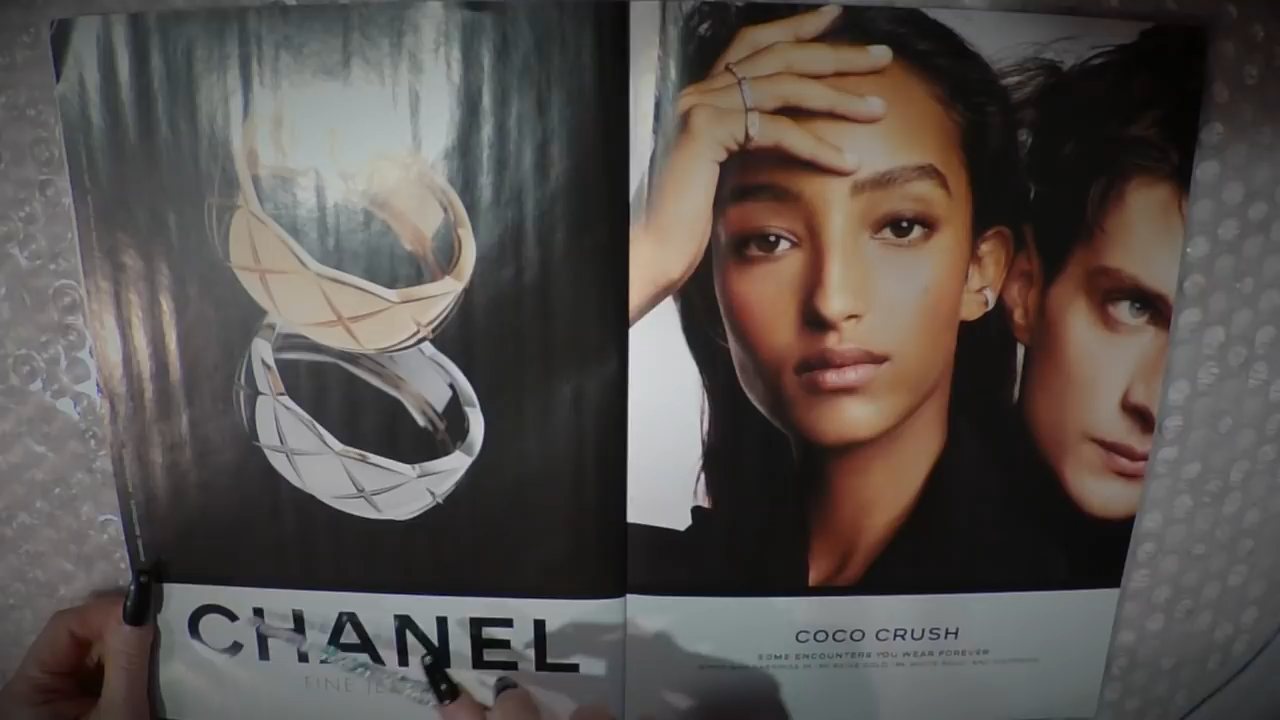 CHANEL
FINE JE
COCO CRUSH
SOME ENCOUNTERS YOU WEAR FOREVER